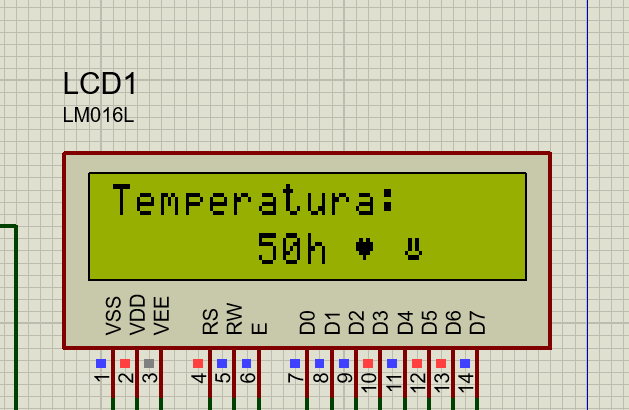 LCD1
LM016L
Temperatura:
50h ♥
VSS VDD VEE RS RW E D0 D1 D2 D3 D4 D5 D6 D7
1 2 3 4 5 6 7 8 9 10 11 12 13 14